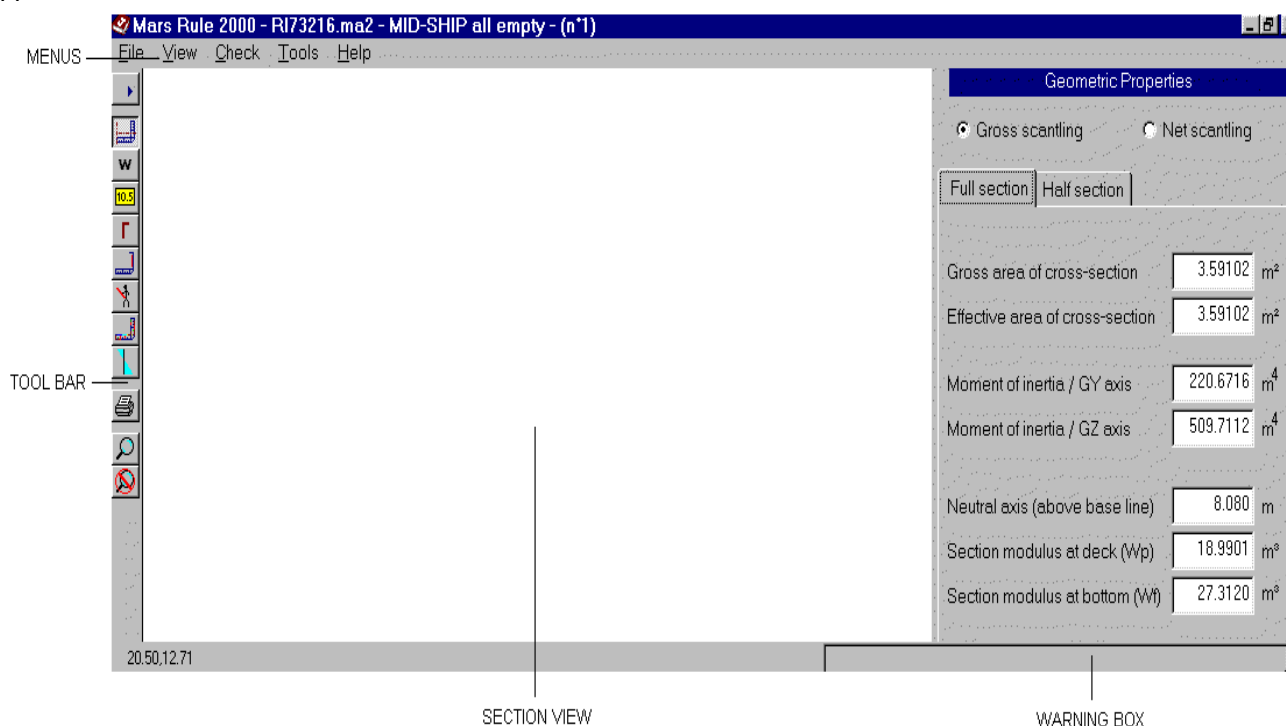 Mars Rule 2000 - RI73216.ma2 - MID-SHIP all empty - (n°1)
MENUS
File View Check Tools Help
Geometric Properties
Gross scantling Net scantling
W
10.5
Full section Half section
Gross area of cross-section 3.59102 m²
Effective area of cross-section 3.59102 m²
TOOL BAR
Moment of inertia / GY axis 220.6716 m⁴
Moment of inertia / GZ axis 509.7112 m⁴
Neutral axis (above base line) 8.080 m
Section modulus at deck (Wp) 18.9901 m³
Section modulus at bottom (Wf) 27.3120 m³
20.50,12.71
SECTION VIEW
WARNING BOX